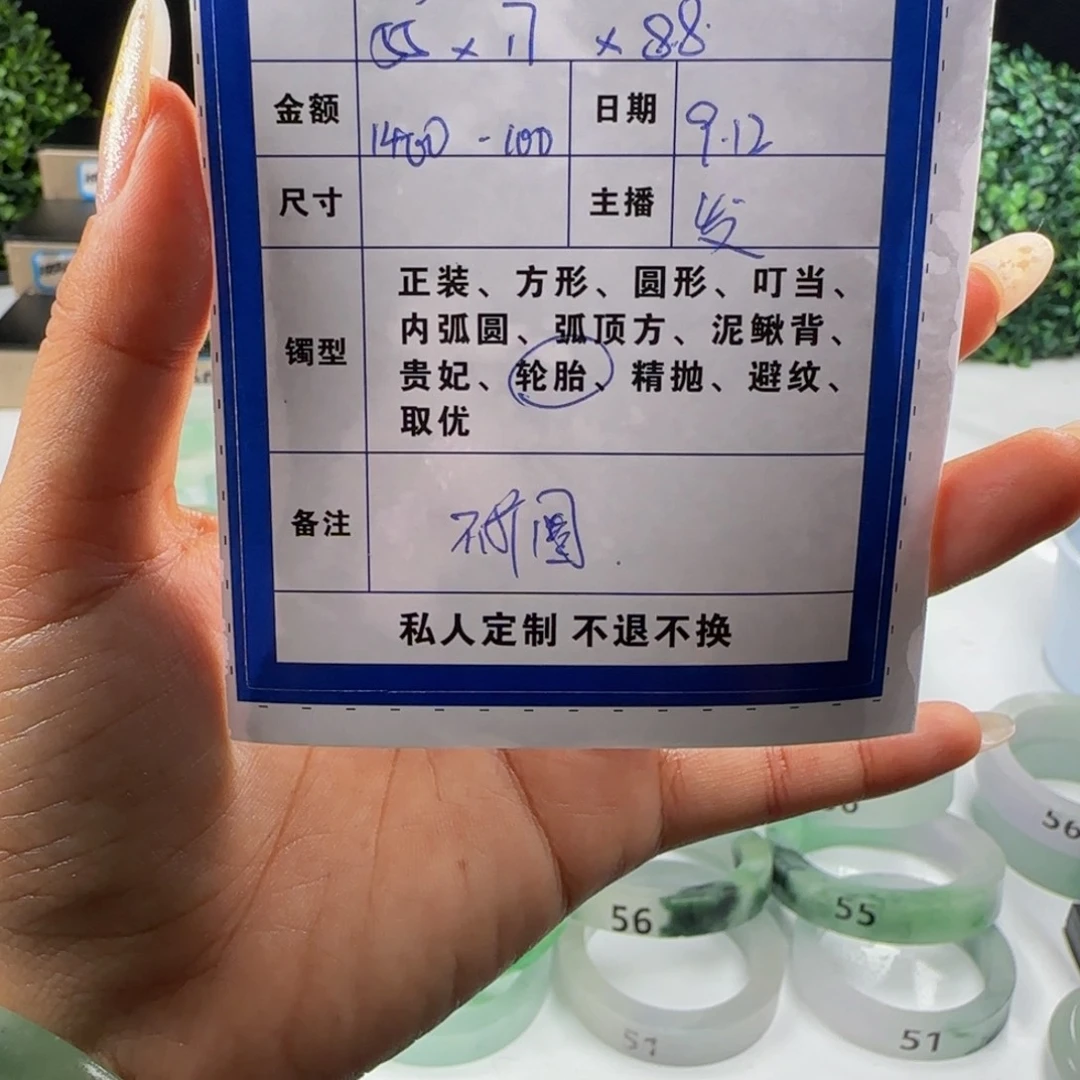 55 x 17 x 8.8
金额 1400 - 100 日期 9.12
尺寸 主播 发
正装、方形、圆形、叮当、
内弧圆、弧顶方、泥鳅背、
镯型
贵妃、轮胎、精抛、避纹、
取优
备注 圆
私人定制 不退不换
56
56
55
51
51